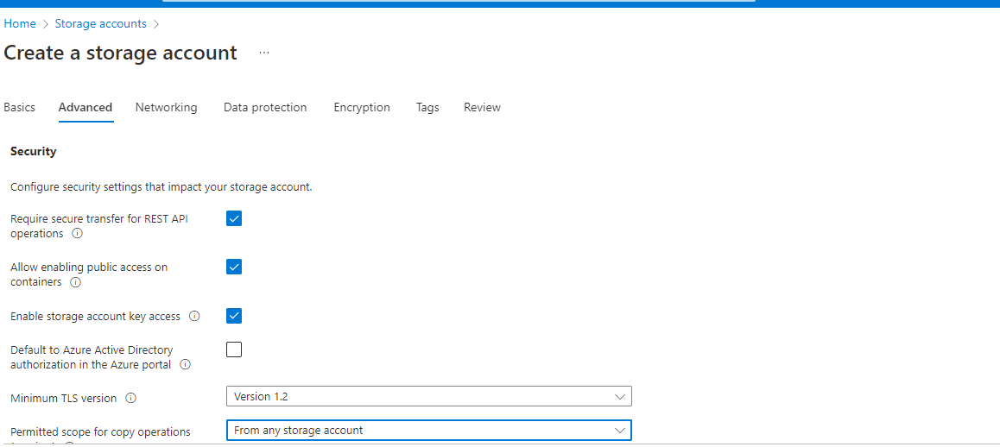 Home > Storage accounts >
Create a storage account ...
Basics Advanced Networking Data protection Encryption Tags Review
Security
Configure security settings that impact your storage account.
Require secure transfer for REST API
operations
Allow enabling public access on
containers
Enable storage account key access
Default to Azure Active Directory
authorization in the Azure portal
Minimum TLS version Version 1.2
Permitted scope for copy operations From any storage account